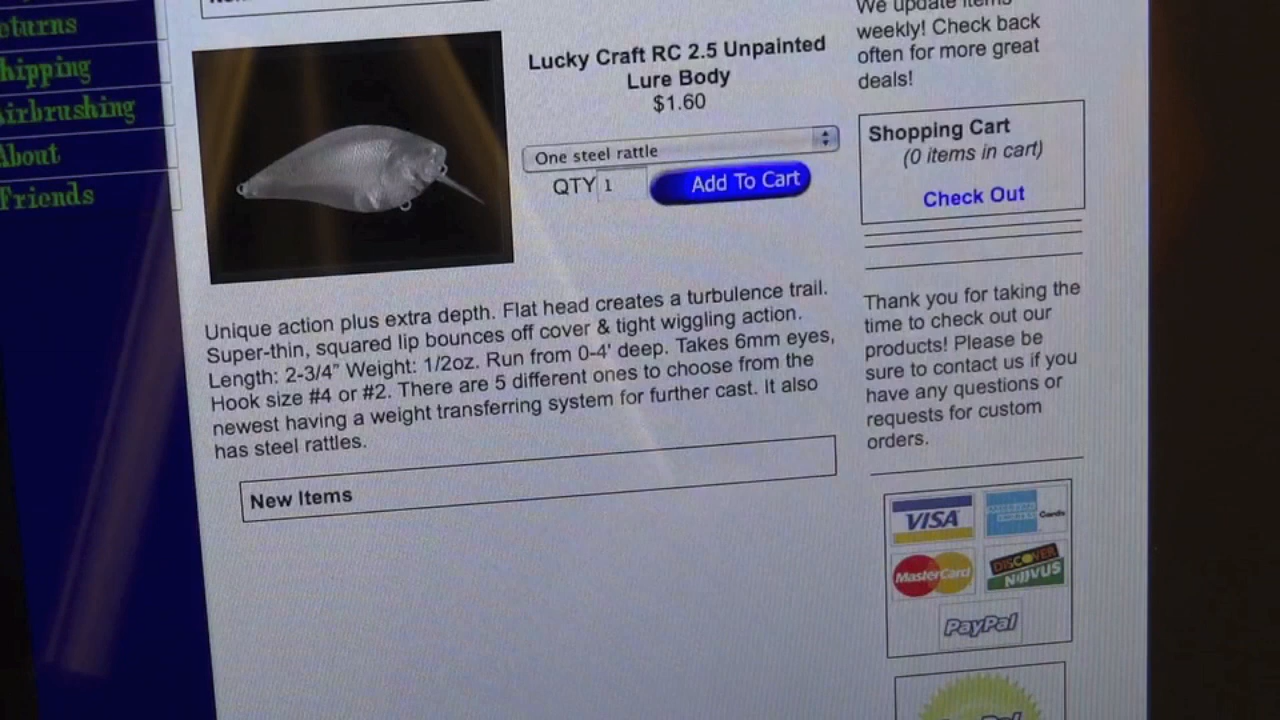 eturns
hipping
irbrushing
About
Friends
Lucky Craft RC 2.5 Unpainted
Lure Body
$1.60
One steel rattle
QTY 1
Add To Cart
Unique action plus extra depth. Flat head creates a turbulence trail.
Super-thin, squared lip bounces off cover & tight wiggling action.
Length: 2-3/4" Weight: 1/2oz. Run from 0-4' deep. Takes 6mm eyes,
Hook size #4 or #2. There are 5 different ones to choose from the
newest having a weight transferring system for further cast. It also
has steel rattles.
New Items
We update items
weekly! Check back
often for more great
deals!
Shopping Cart
(0 items in cart)
Check Out
Thank you for taking the
time to check out our
products! Please be
sure to contact us if you
have any questions or
requests for custom
orders.
VISA
Cards
MasterCard
DISCOVER
NOVUS
PayPal
PayPal